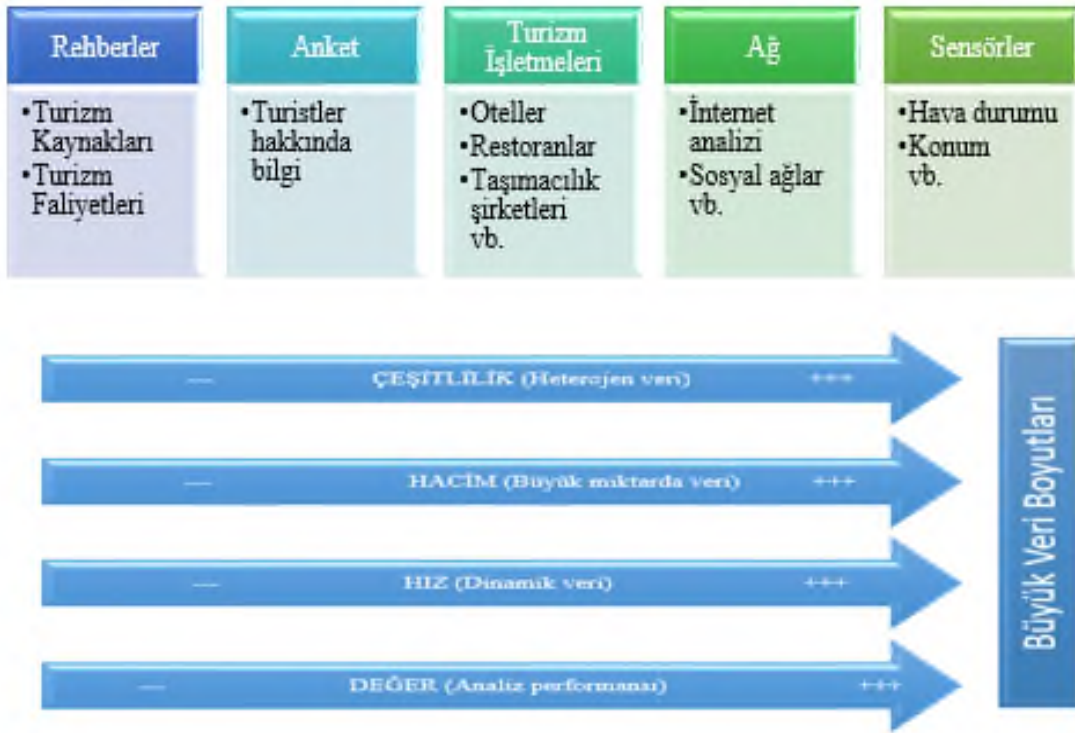 Rehberler
•Turizm
Kaynakları
•Turizm
Faliyetleri
Anket
•Turistler
hakkında
bilgi
Turizm
İşletmeleri
•Oteller
•Restoranlar
•Taşımacılık
şirketleri
vb.
Ağ
•İnternet
analizi
•Sosyal ağlar
vb.
Sensörler
•Hava durumu
•Konum
vb.
— ÇEŞİTLİLİK (Heterojen veri) +++
— HACİM (Büyük miktarda veri) +++
— HIZ (Dinamik veri) +++
— DEĞER (Analiz performansı) +++
Büyük Veri Boyutları